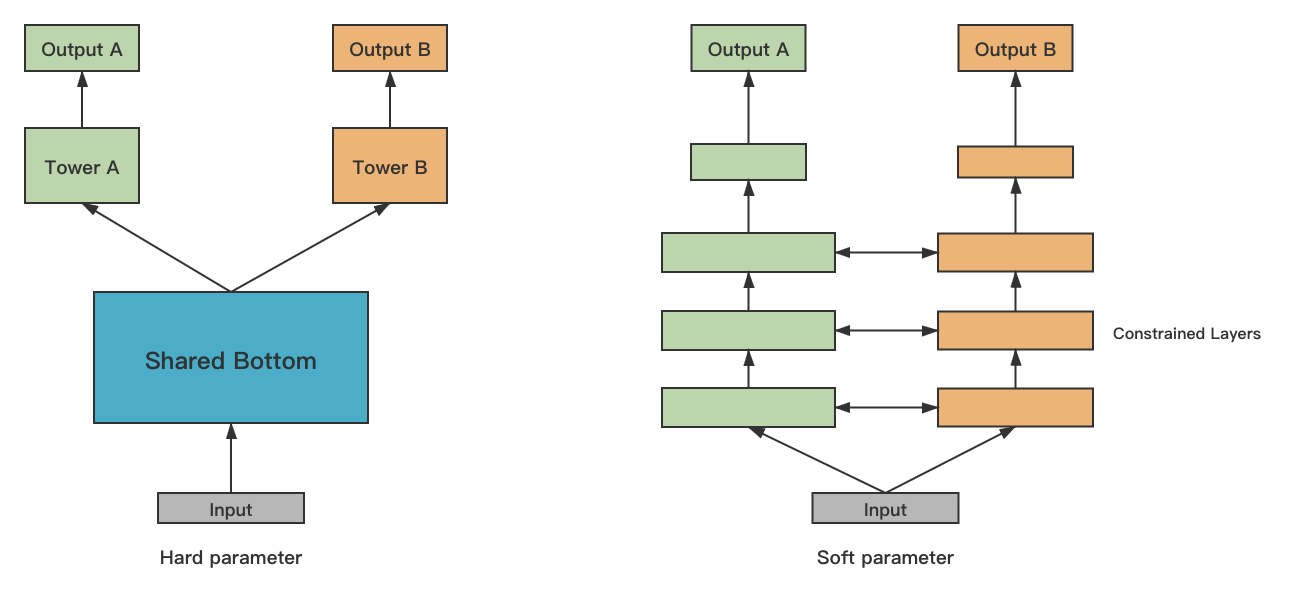 Output A
Output B
Tower A
Tower B
Shared Bottom
Input
Hard parameter
Output A
Output B
Constrained Layers
Input
Soft parameter